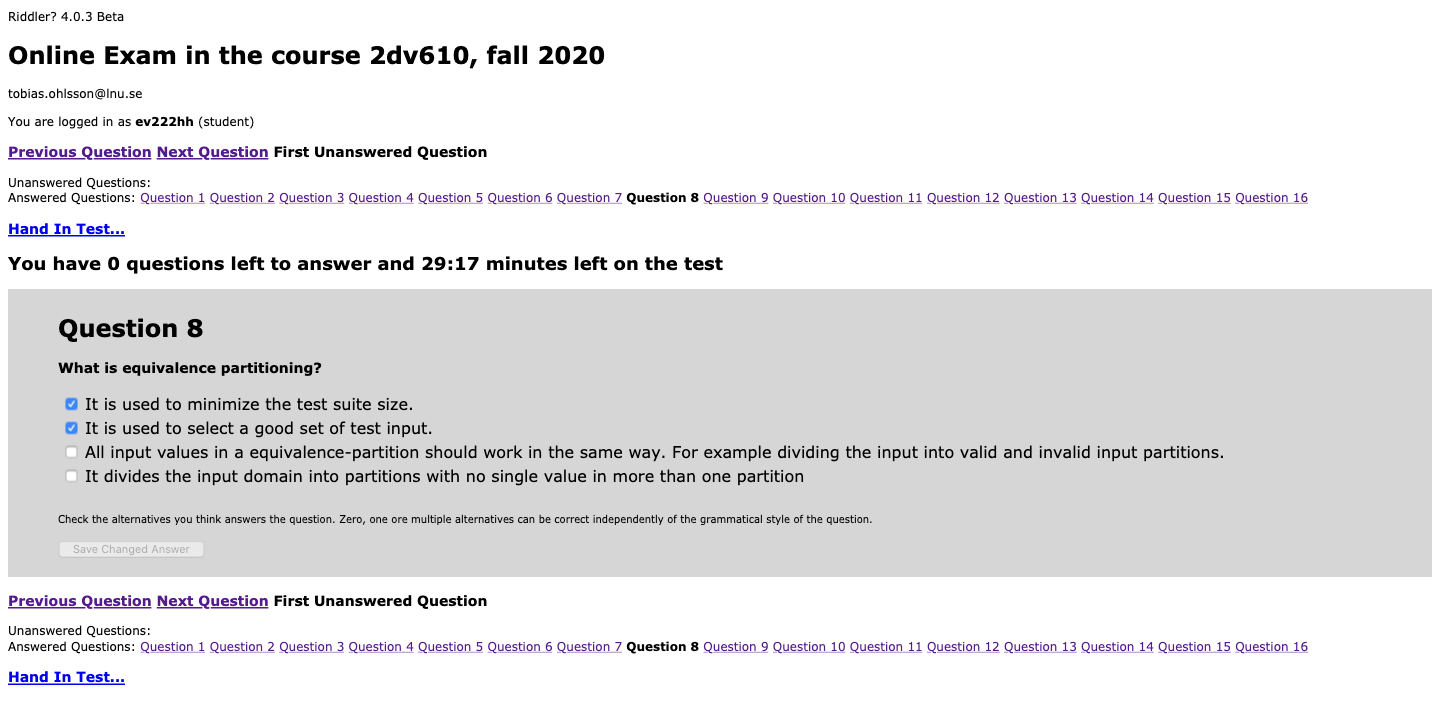 Riddler? 4.0.3 Beta
Online Exam in the course 2dv610, fall 2020
tobias.ohlsson@lnu.se
You are logged in as ev222hh (student)
Previous Question Next Question First Unanswered Question
Unanswered Questions:
Answered Questions: Question 1 Question 2 Question 3 Question 4 Question 5 Question 6 Question 7 Question 8 Question 9 Question 10 Question 11 Question 12 Question 13 Question 14 Question 15 Question 16
Hand In Test...
You have 0 questions left to answer and 29:17 minutes left on the test
Question 8
What is equivalence partitioning?
It is used to minimize the test suite size.
It is used to select a good set of test input.
All input values in a equivalence-partition should work in the same way. For example dividing the input into valid and invalid input partitions.
It divides the input domain into partitions with no single value in more than one partition
Check the alternatives you think answers the question. Zero, one ore multiple alternatives can be correct independently of the grammatical style of the question.
Save Changed Answer
Previous Question Next Question First Unanswered Question
Unanswered Questions:
Answered Questions: Question 1 Question 2 Question 3 Question 4 Question 5 Question 6 Question 7 Question 8 Question 9 Question 10 Question 11 Question 12 Question 13 Question 14 Question 15 Question 16
Hand In Test...